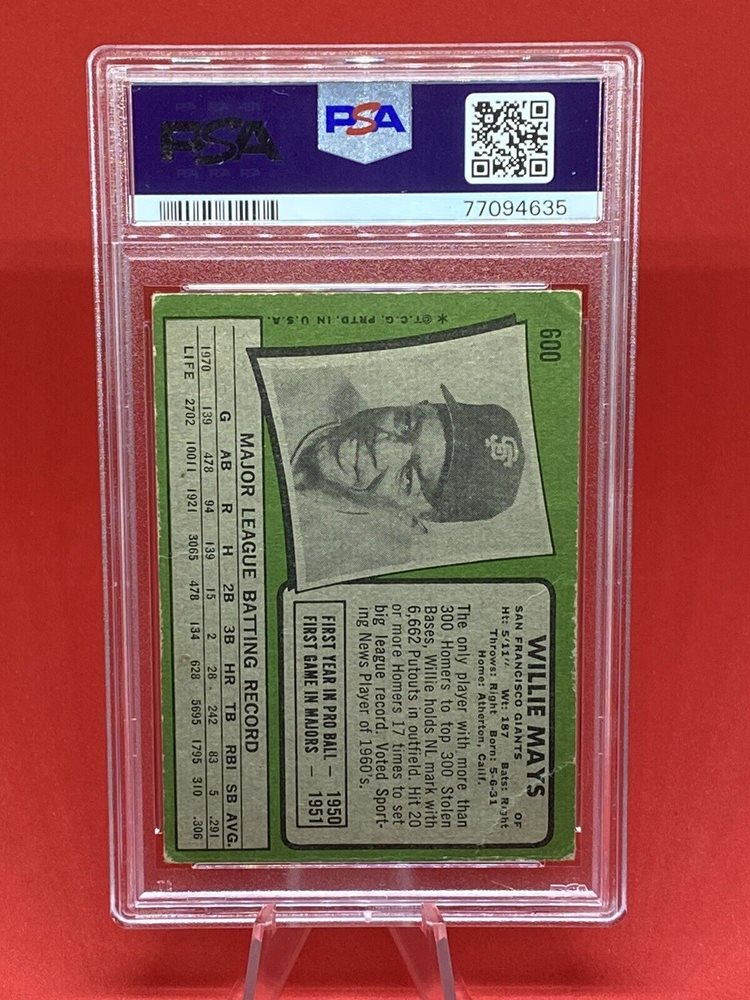 PSA
PSA
77094635
600
✶ © T.C.G. PRTD. IN U.S.A.
WILLIE MAYS
OF
SAN FRANCISCO GIANTS
Ht: 5'11" Wt: 187 Bats: Right
Throws: Right Born: 5-6-31
Home: Atherton, Calif.
The only player with more than
300 Homers to top 300 Stolen
Bases, Willie holds NL mark with
6,662 Putouts in outfield. Hit 20
or more Homers 17 times to set
big league record. Voted Sport-
ing News Player of 1960's.
FIRST YEAR IN PRO BALL — 1950
FIRST GAME IN MAJORS — 1951
MAJOR LEAGUE BATTING RECORD
G AB R H 2B 3B HR TB RBI SB AVG.
1970 139 478 94 139 15 2 28 242 83 5 .291
LIFE 2702 10011 1921 3065 478 134 628 5695 1795 310 .306